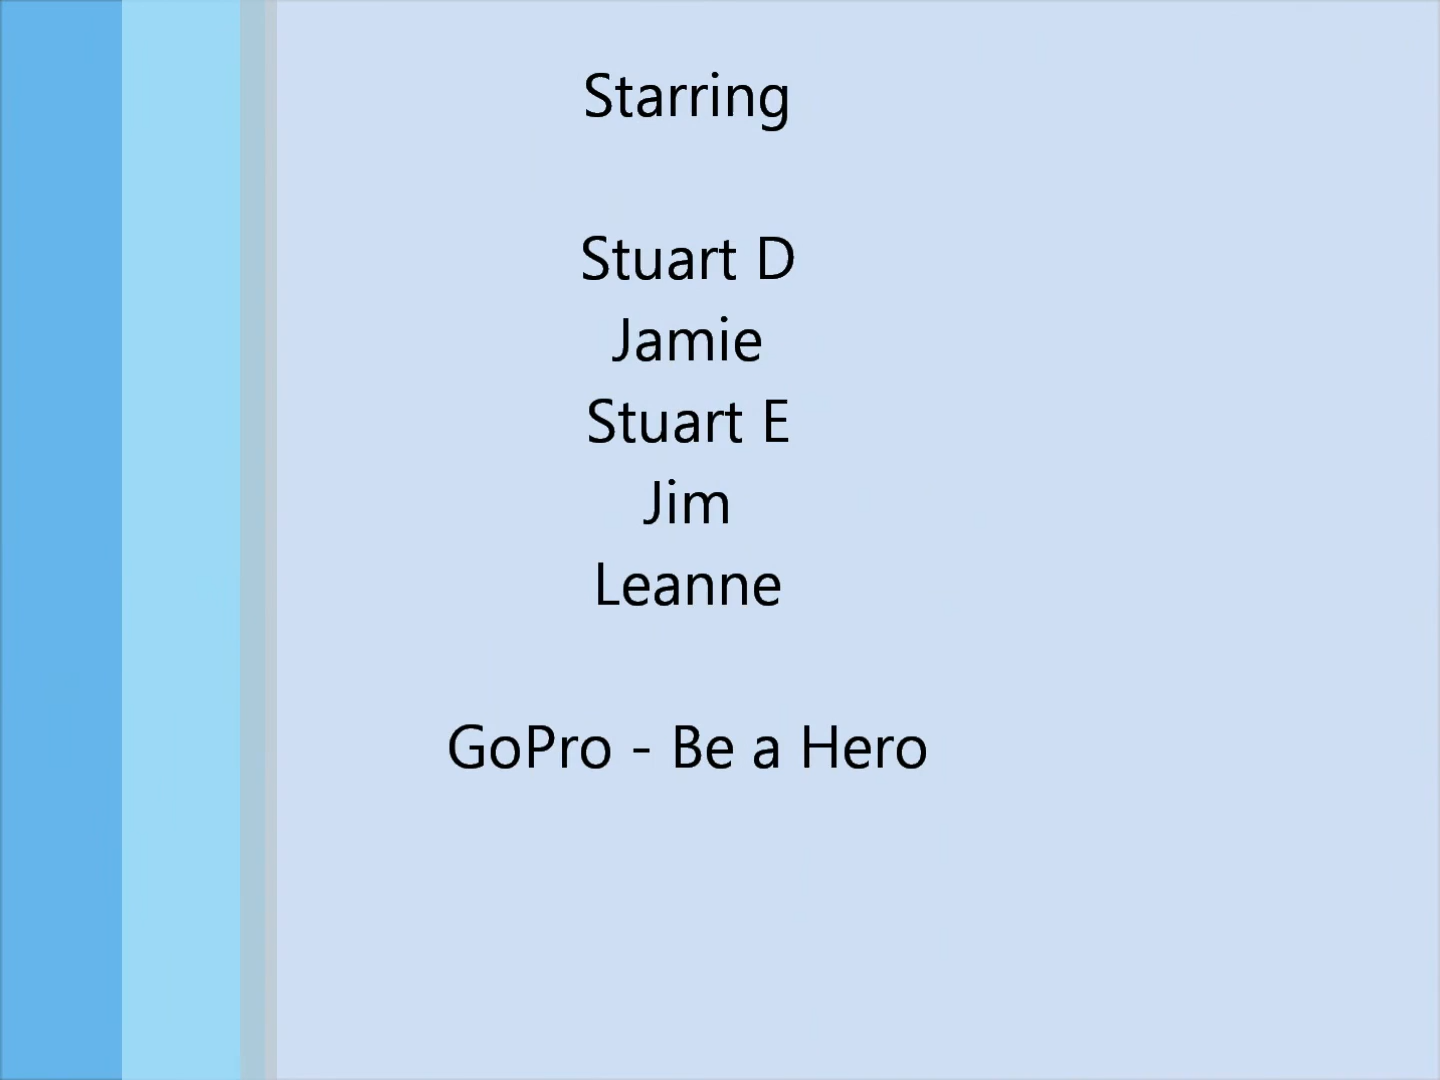 Starring
Stuart D
Jamie
Stuart E
Jim
Leanne
GoPro - Be a Hero